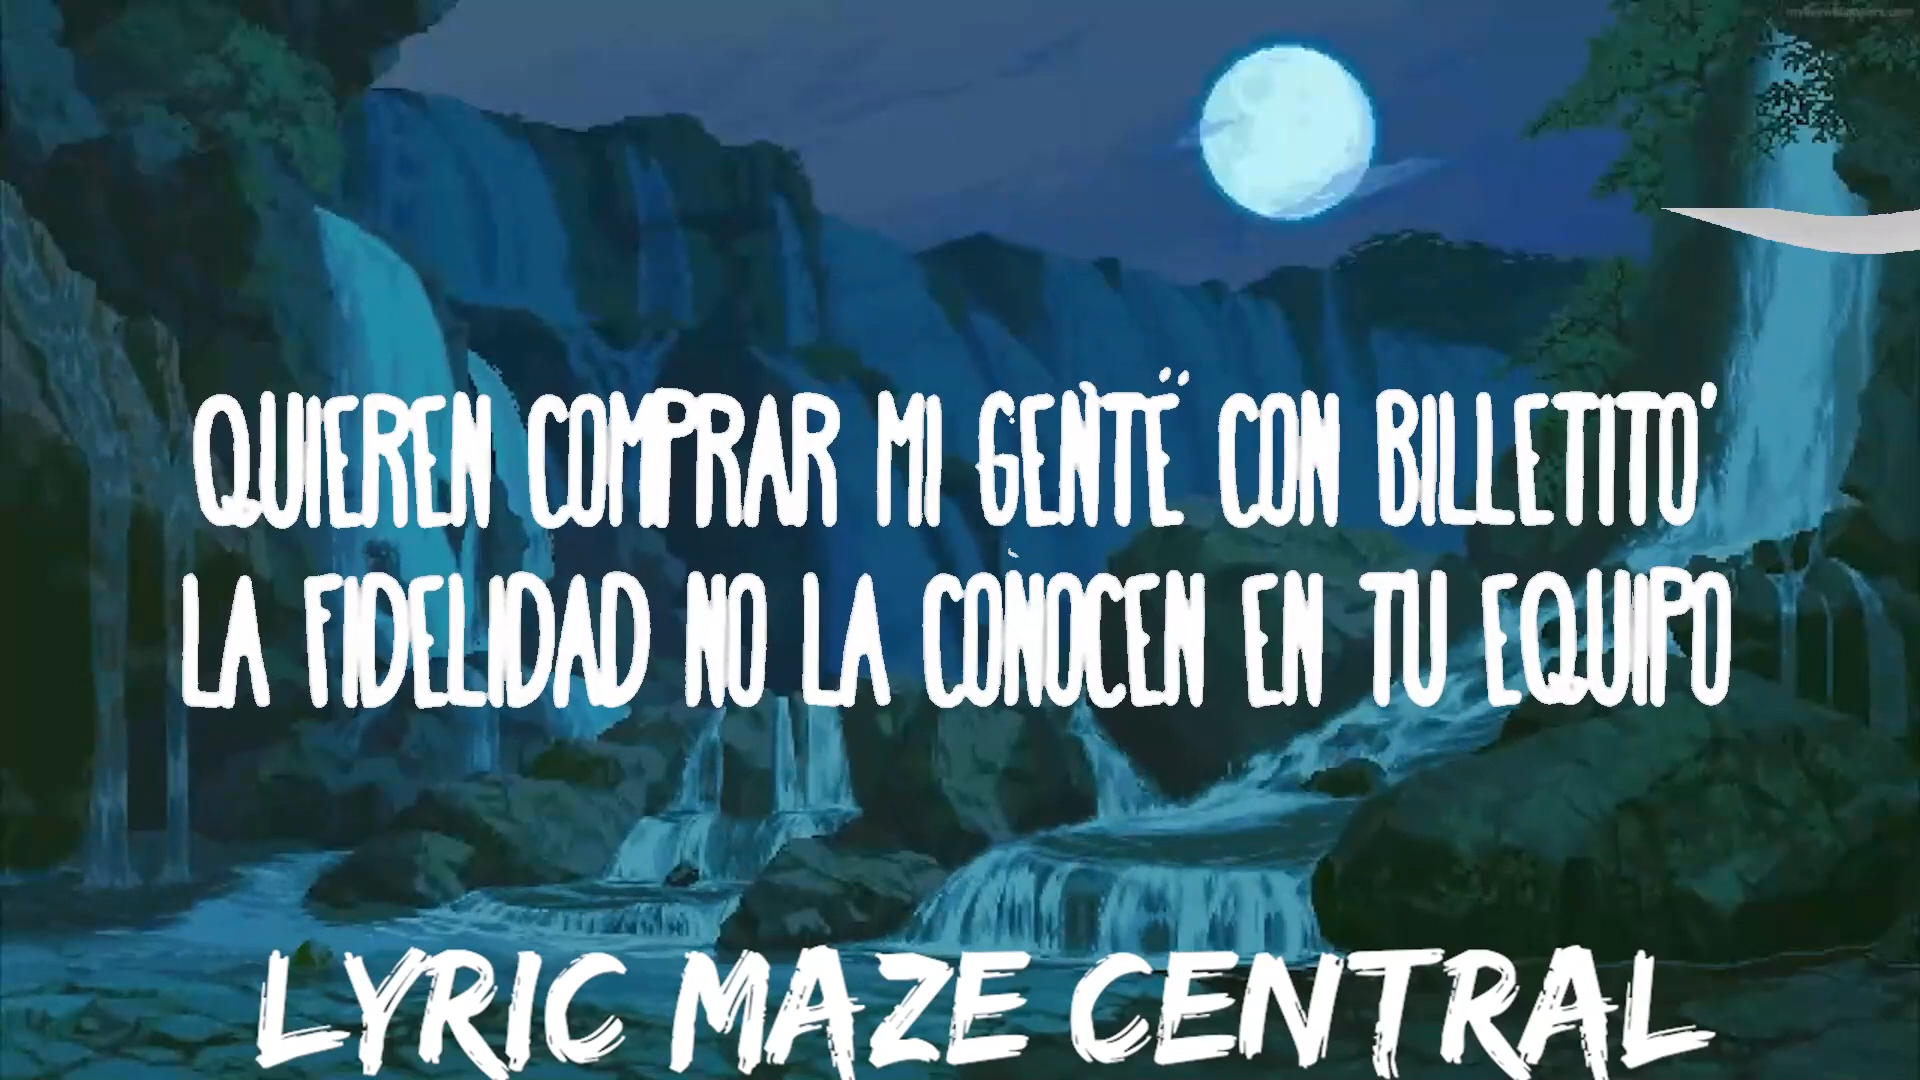 QUIEREN COMPRAR MI GENTE CON BILLETITO'
LA FIDELIDAD NO LA CONOCEN EN TU EQUIPO
LYRIC MAZE CENTRAL